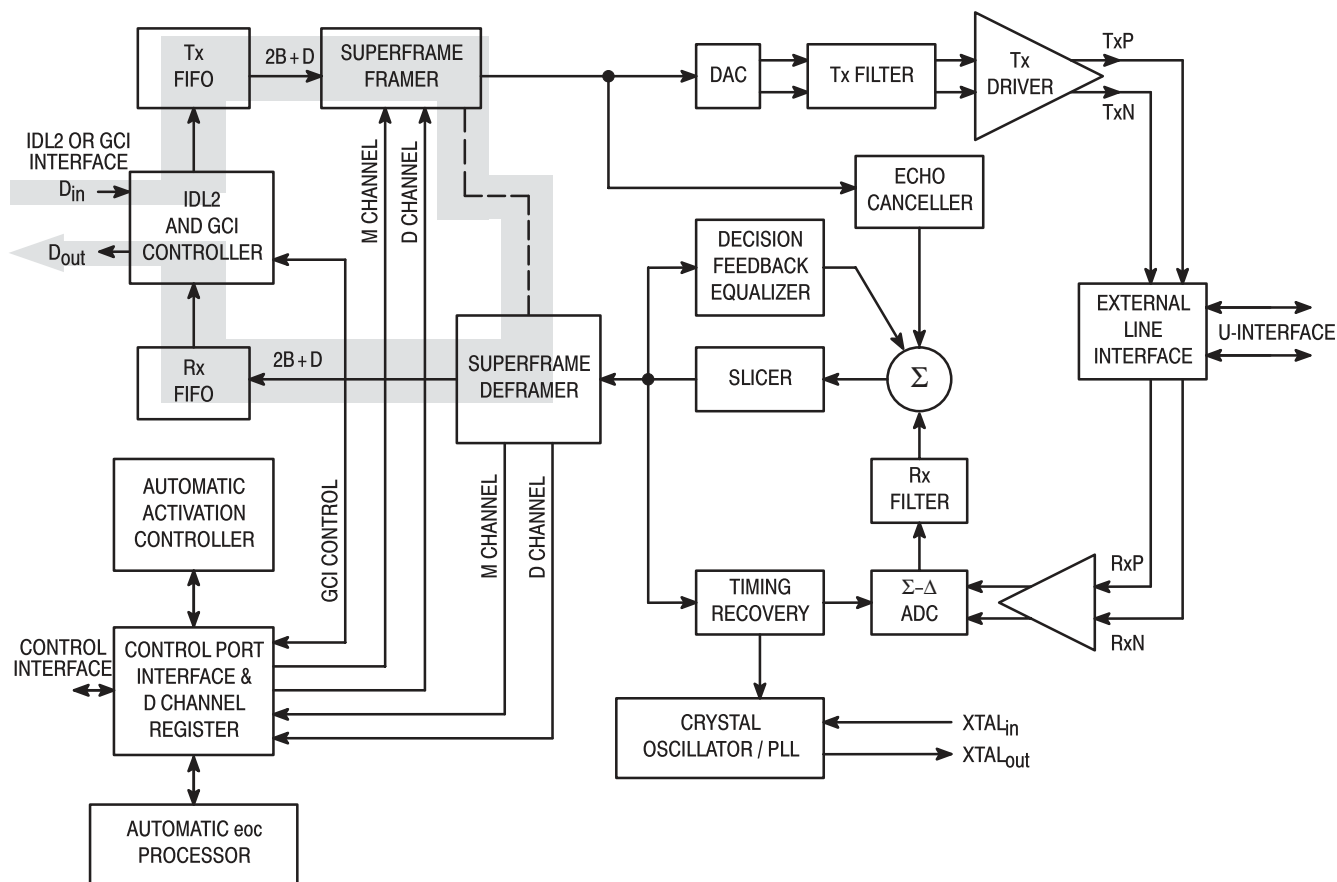 Tx
FIFO
2B+D
SUPERFRAME
FRAMER
DAC
Tx FILTER
Tx
DRIVER
TxP
TxN
IDL2 OR GCI
INTERFACE
Din
Dout
IDL2
AND GCI
CONTROLLER
M CHANNEL
D CHANNEL
ECHO
CANCELLER
DECISION
FEEDBACK
EQUALIZER
EXTERNAL
LINE
INTERFACE
U-INTERFACE
Rx
FIFO
2B+D
SUPERFRAME
DEFRAMER
SLICER
Σ
AUTOMATIC
ACTIVATION
CONTROLLER
GCI CONTROL
M CHANNEL
D CHANNEL
Rx
FILTER
TIMING
RECOVERY
Σ–Δ
ADC
RxP
RxN
CONTROL
INTERFACE
CONTROL PORT
INTERFACE &
D CHANNEL
REGISTER
CRYSTAL
OSCILLATOR / PLL
XTALin
XTALout
AUTOMATIC eoc
PROCESSOR